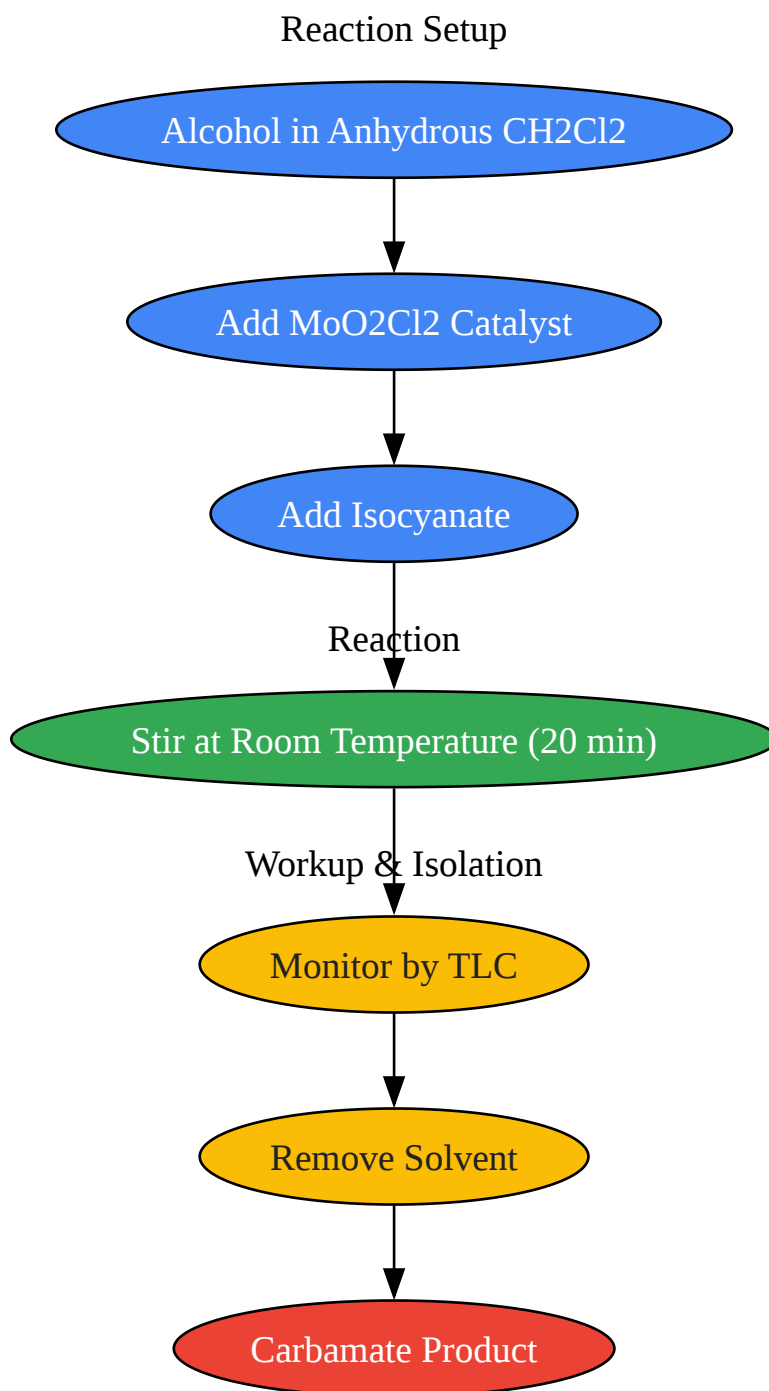 Reaction Setup
Alcohol in Anhydrous CH2Cl2
Add MoO2Cl2 Catalyst
Add Isocyanate
Reaction
Stir at Room Temperature (20 min)
Workup & Isolation
Monitor by TLC
Remove Solvent
Carbamate Product